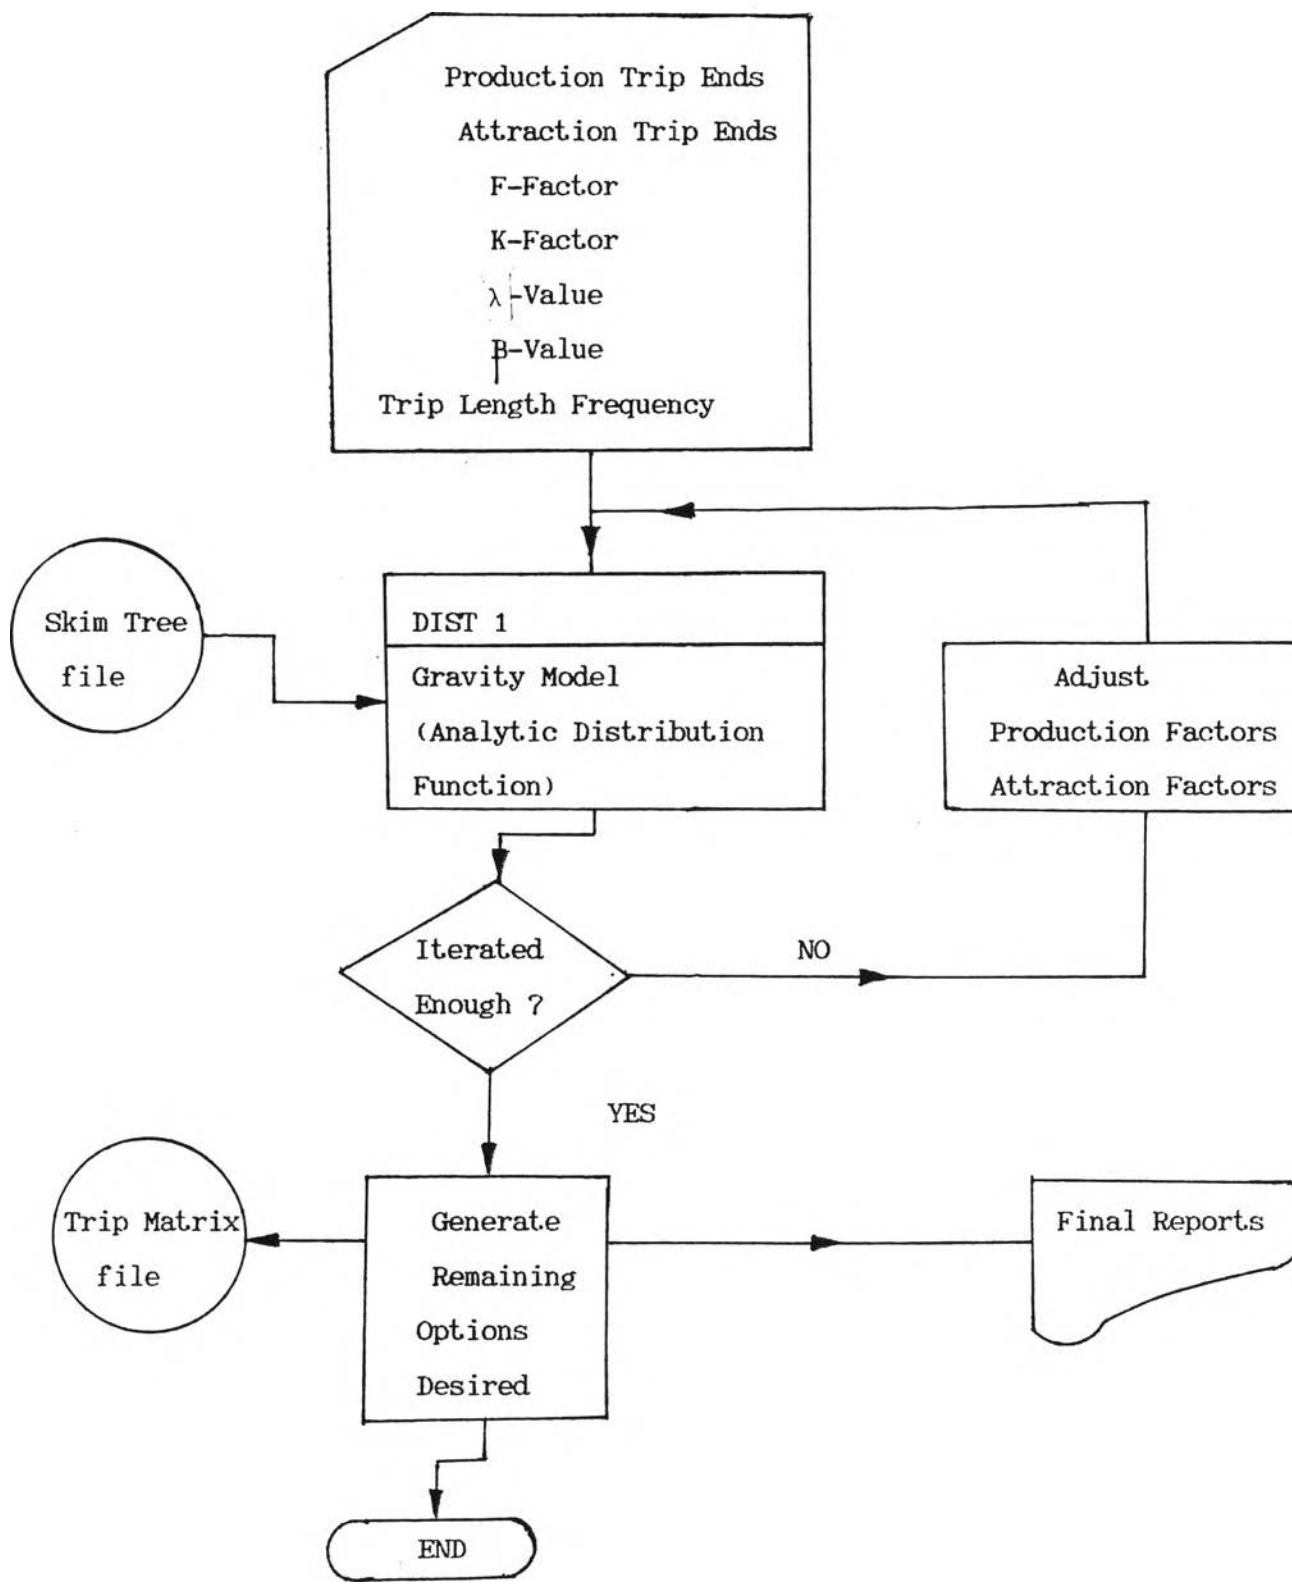 Production Trip Ends
Attraction Trip Ends
F-Factor
K-Factor
λ-Value
β-Value
Trip Length Frequency
Skim Tree
file
DIST 1
Gravity Model
(Analytic Distribution
Function)
Adjust
Production Factors
Attraction Factors
Iterated
Enough ?
NO
YES
Trip Matrix
file
Generate
Remaining
Options
Desired
Final Reports
END